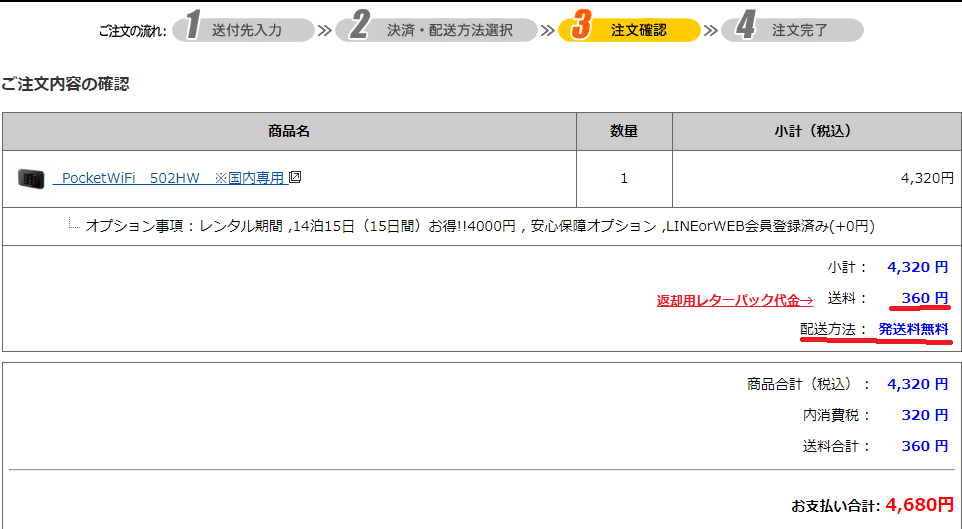 ご注文の流れ: 1 送付先入力 ≫ 2 決済・配送方法選択 ≫ 3 注文確認 ≫ 4 注文完了
ご注文内容の確認
商品名 数量 小計（税込）
PocketWiFi 502HW ※国内専用 1 4,320円
オプション事項：レンタル期間 ,14泊15日（15日間）お得!!4000円 , 安心保障オプション ,LINEorWEB会員登録済み(+0円)
小計： 4,320 円
返却用レターパック代金→ 送料： 360 円
配送方法： 発送料無料
商品合計（税込）： 4,320 円
内消費税： 320 円
送料合計： 360 円
お支払い合計: 4,680円